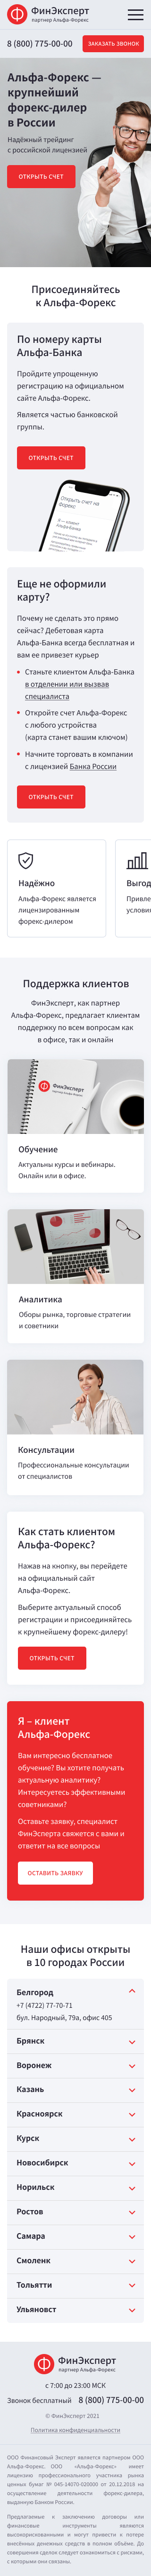 ФинЭксперт
партнер Альфа-Форекс
8 (800) 775-00-00
ЗАКАЗАТЬ ЗВОНОК
Альфа-Форекс —
крупнейший
форекс-дилер
в России
Надёжный трейдинг
с российской лицензией
ОТКРЫТЬ СЧЕТ
Присоединяйтесь
к Альфа-Форекс
По номеру карты
Альфа-Банка
Пройдите упрощенную
регистрацию на официальном
сайте Альфа-Форекс.
Является частью банковской
группы.
ОТКРЫТЬ СЧЕТ
Открыть счет на
Форекс
Еще не оформили
карту?
Почему не сделать это прямо
сейчас? Дебетовая карта
Альфа-Банка всегда бесплатная и
вам ее привезет курьер
Станьте клиентом Альфа-Банка
в отделении или вызвав
специалиста
Откройте счет Альфа-Форекс
с любого устройства
(карта станет вашим ключом)
Начните торговать в компании
с лицензией Банка России
ОТКРЫТЬ СЧЕТ
Надёжно
Альфа-Форекс является
лицензированным
форекс-дилером
Выгод
Привле
условия
Поддержка клиентов
ФинЭксперт, как партнер
Альфа-Форекс, предлагает клиентам
поддержку по всем вопросам как
в офисе, так и онлайн
ФинЭксперт
Обучение
Актуальны курсы и вебинары.
Онлайн или в офисе.
Аналитика
Обзоры рынка, торговые стратегии
и советники
Консультации
Профессиональные консультации
от специалистов
Как стать клиентом
Альфа-Форекс?
Нажав на кнопку, вы перейдете
на официальный сайт
Альфа-Форекс.
Выберите актуальный способ
регистрации и присоединяйтесь
к крупнейшему форекс-дилеру!
ОТКРЫТЬ СЧЕТ
Я – клиент
Альфа-Форекс
Вам интересно бесплатное
обучение? Вы хотите получать
актуальную аналитику?
Интересуетесь эффективными
советниками?
Оставьте заявку, специалист
ФинЭксперта свяжется с вами и
ответит на все вопросы
ОСТАВИТЬ ЗАЯВКУ
Наши офисы открыты
в 10 городах России
Белгород
+7 (4722) 77-70-71
бул. Народный, 79а, офис 405
Брянск
Воронеж
Казань
Красноярск
Курск
Новосибирск
Норильск
Ростов
Самара
Смоленк
Тольятти
Ульяновст
ФинЭксперт
партнер Альфа-Форекс
с 7:00 до 23:00 МСК
Звонок бесплатный 8 (800) 775-00-00
© ФинЭксперт 2021
Политика конфиденциальности
ООО Финансовый Эксперт является партнером ООО
Альфа-Форекс. ООО «Альфа-Форекс» имеет
лицензию профессионального участника рынка
ценных бумаг № 045-14070-020000 от 20.12.2018 на
осуществление деятельности форекс-дилера,
выданную Банком России.
Предлагаемые к заключению договоры или
финансовые инструменты являются
высокорискованными и могут привести к потере
внесённых денежных средств в полном объёме. До
совершения сделок следует ознакомиться с рисками,
с которыми они связаны.